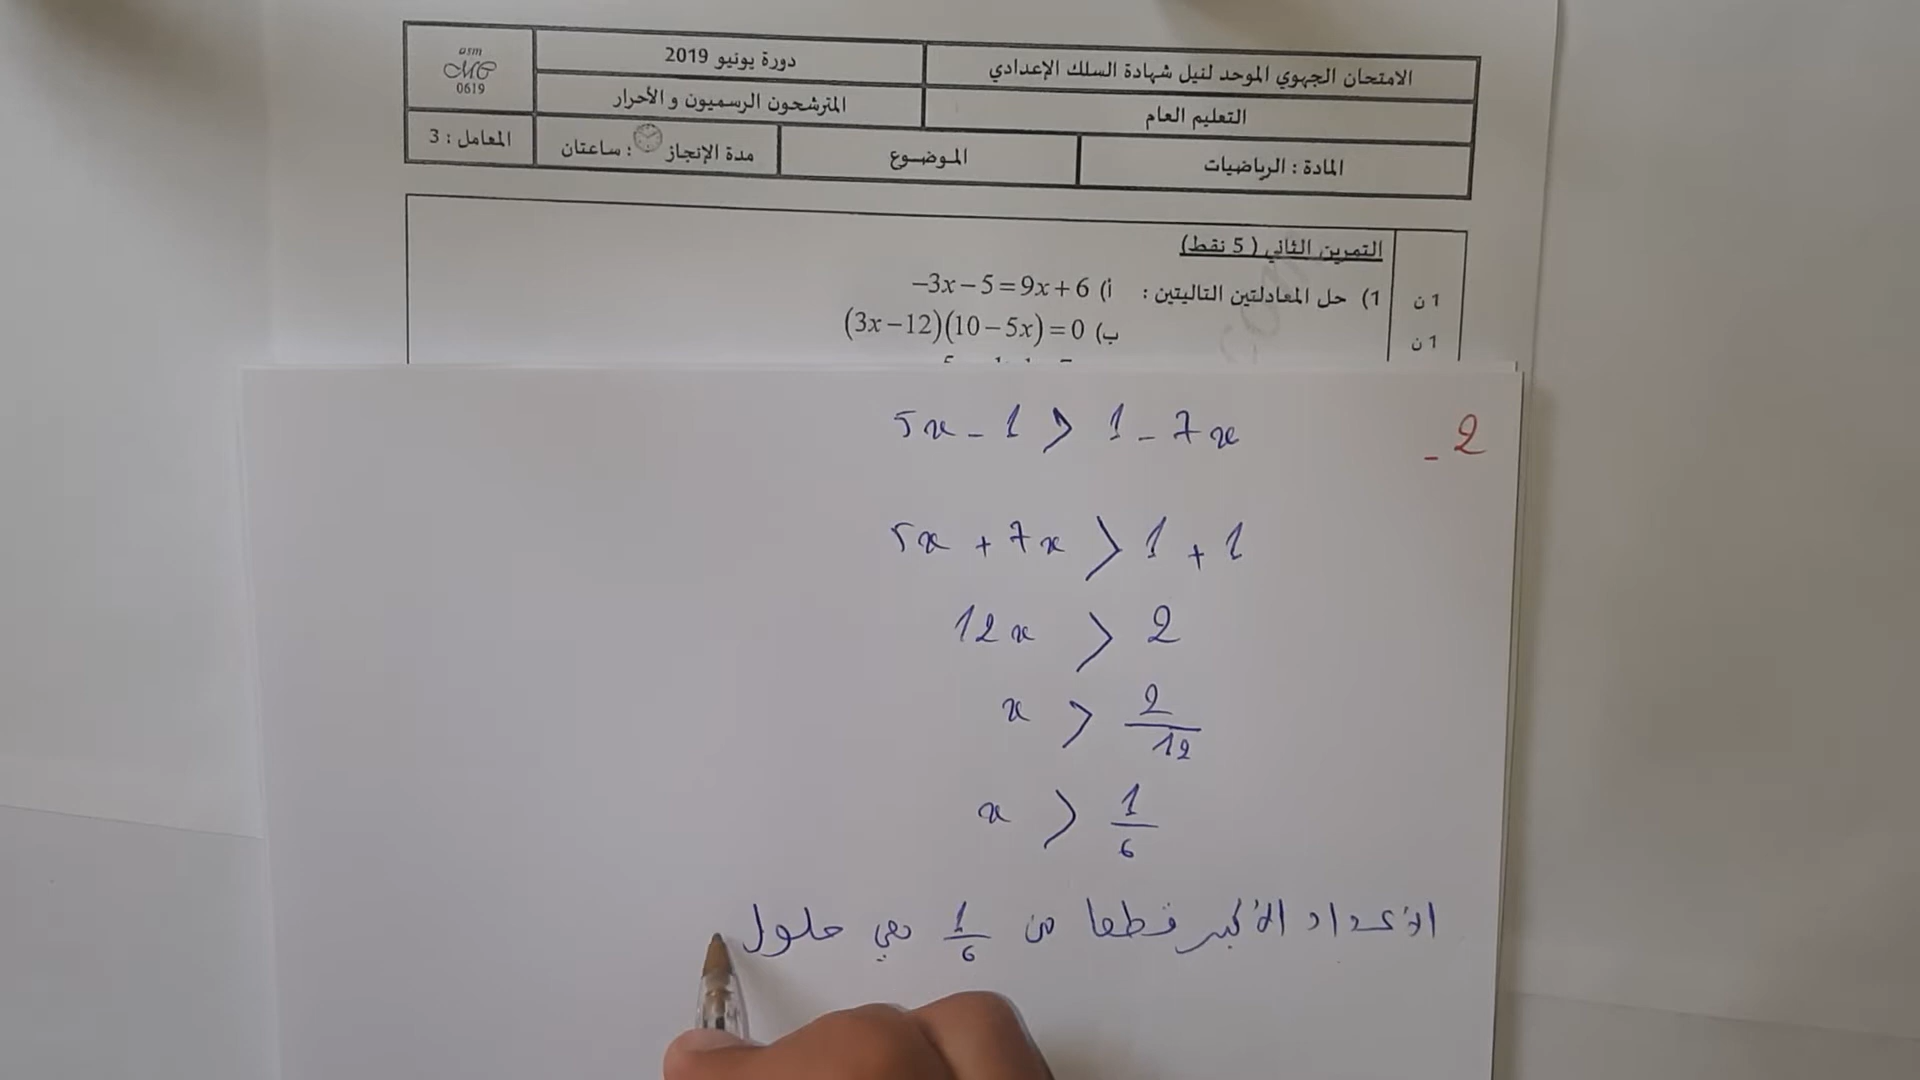 الامتحان الجهوي الموحد لنيل شهادة السلك الإعدادي
دورة يونيو 2019
asm
MC
0619
التعليم العام
المترشحون الرسميون و الأحرار
المادة : الرياضيات
الموضوع
مدة الإنجاز : ساعتان
المعامل : 3
التمرين الثاني ( 5 نقط)
1 ن
1) حل المعادلتين التاليتين : أ) -3x-5=9x+6
1 ن
ب) (3x-12)(10-5x)=0
2 -
5x - 1 > 1 - 7x
5x + 7x > 1 + 1
12x > 2
x > 2/12
x > 1/6
الأعداد الأكبر قطعا من 1/6 هي حلول